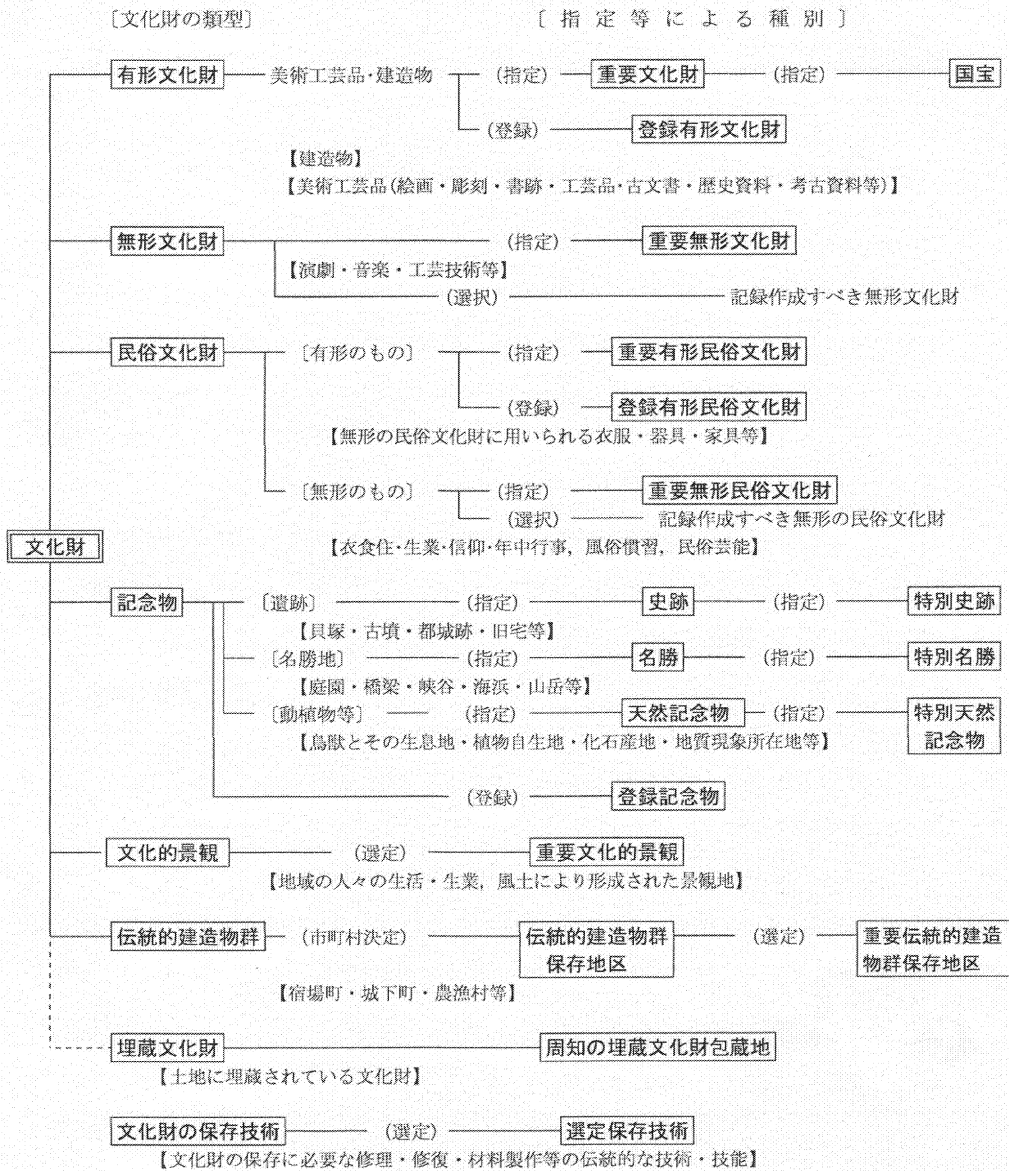 〔文化財の類型〕 〔指定等による種別〕
有形文化財 美術工芸品・建造物 (指定) 重要文化財 (指定) 国宝
(登録) 登録有形文化財
【建造物】
【美術工芸品(絵画・彫刻・書跡・工芸品・古文書・歴史資料・考古資料等)】
無形文化財 (指定) 重要無形文化財
【演劇・音楽・工芸技術等】
(選択) 記録作成すべき無形文化財
民俗文化財 〔有形のもの〕 (指定) 重要有形民俗文化財
(登録) 登録有形民俗文化財
【無形の民俗文化財に用いられる衣服・器具・家具等】
〔無形のもの〕 (指定) 重要無形民俗文化財
(選択) 記録作成すべき無形の民俗文化財
文化財
【衣食住・生業・信仰・年中行事，風俗慣習，民俗芸能】
記念物 〔遺跡〕 (指定) 史跡 (指定) 特別史跡
【貝塚・古墳・都城跡・旧宅等】
〔名勝地〕 (指定) 名勝 (指定) 特別名勝
【庭園・橋梁・峡谷・海浜・山岳等】
〔動植物等〕 (指定) 天然記念物 (指定) 特別天然
記念物
【鳥獣とその生息地・植物自生地・化石産地・地質現象所在地等】
(登録) 登録記念物
文化的景観 (選定) 重要文化的景観
【地域の人々の生活・生業，風土により形成された景観地】
伝統的建造物群 (市町村決定) 伝統的建造物群 (選定) 重要伝統的建造
保存地区 物群保存地区
【宿場町・城下町・農漁村等】
埋蔵文化財 周知の埋蔵文化財包蔵地
【土地に埋蔵されている文化財】
文化財の保存技術 (選定) 選定保存技術
【文化財の保存に必要な修理・修復・材料製作等の伝統的な技術・技能】